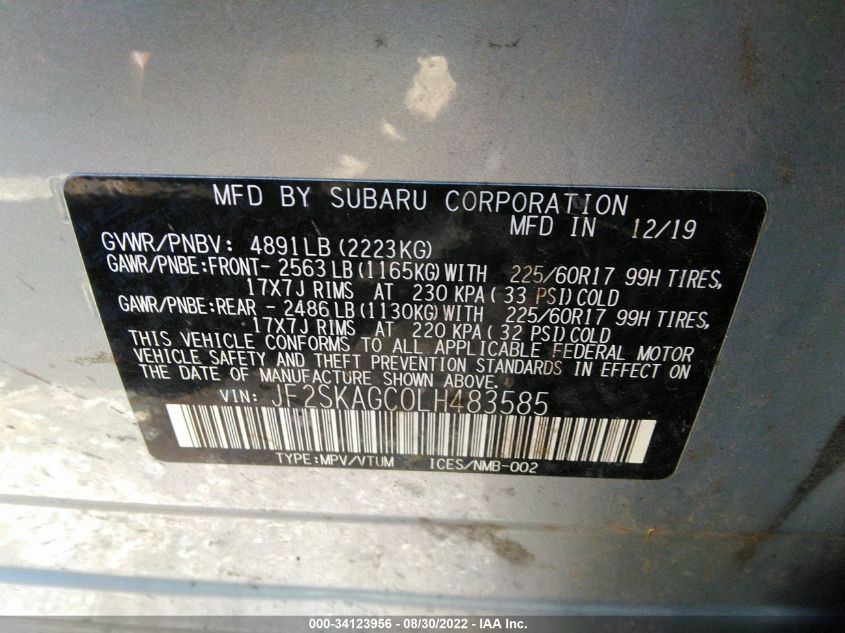 MFD BY SUBARU CORPORATION
MFD IN 12/19
GVWR/PNBV: 4891LB (2223KG)
GAWR/PNBE:FRONT- 2563LB (1165KG) WITH 225/60R17 99H TIRES,
17X7J RIMS AT 230 KPA ( 33 PSI) COLD
GAWR/PNBE:REAR - 2486LB (1130KG) WITH 225/60R17 99H TIRES,
17X7J RIMS AT 220 KPA ( 32 PSI) COLD
THIS VEHICLE CONFORMS TO ALL APPLICABLE FEDERAL MOTOR
VEHICLE SAFETY AND THEFT PREVENTION STANDARDS IN EFFECT ON
THE DATE OF MANUFACTURE SHOWN ABOVE.
VIN: JF2SKAGC0LH483585
TYPE:MPV/VTUM ICES/NMB-002
000-34123956 - 08/30/2022 - IAA Inc.